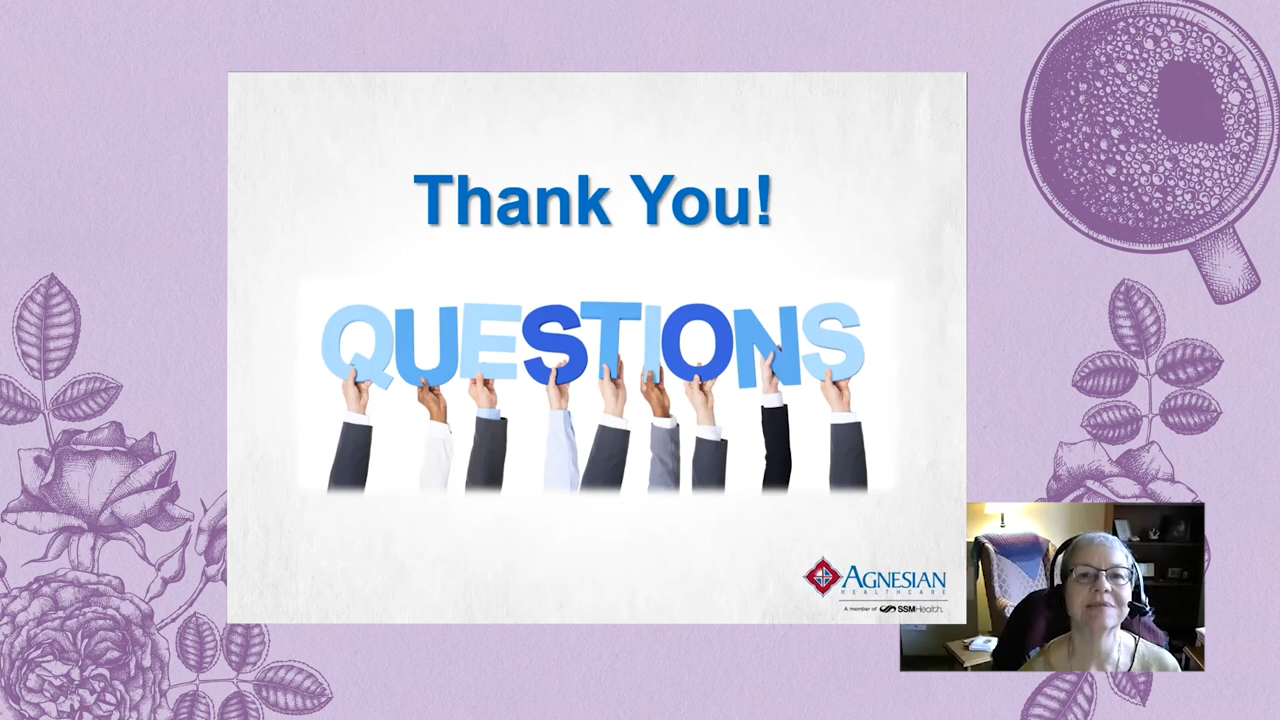 Thank You!
QUESTIONS
AGNESIAN
HEALTHCARE
A member of SSMHealth.